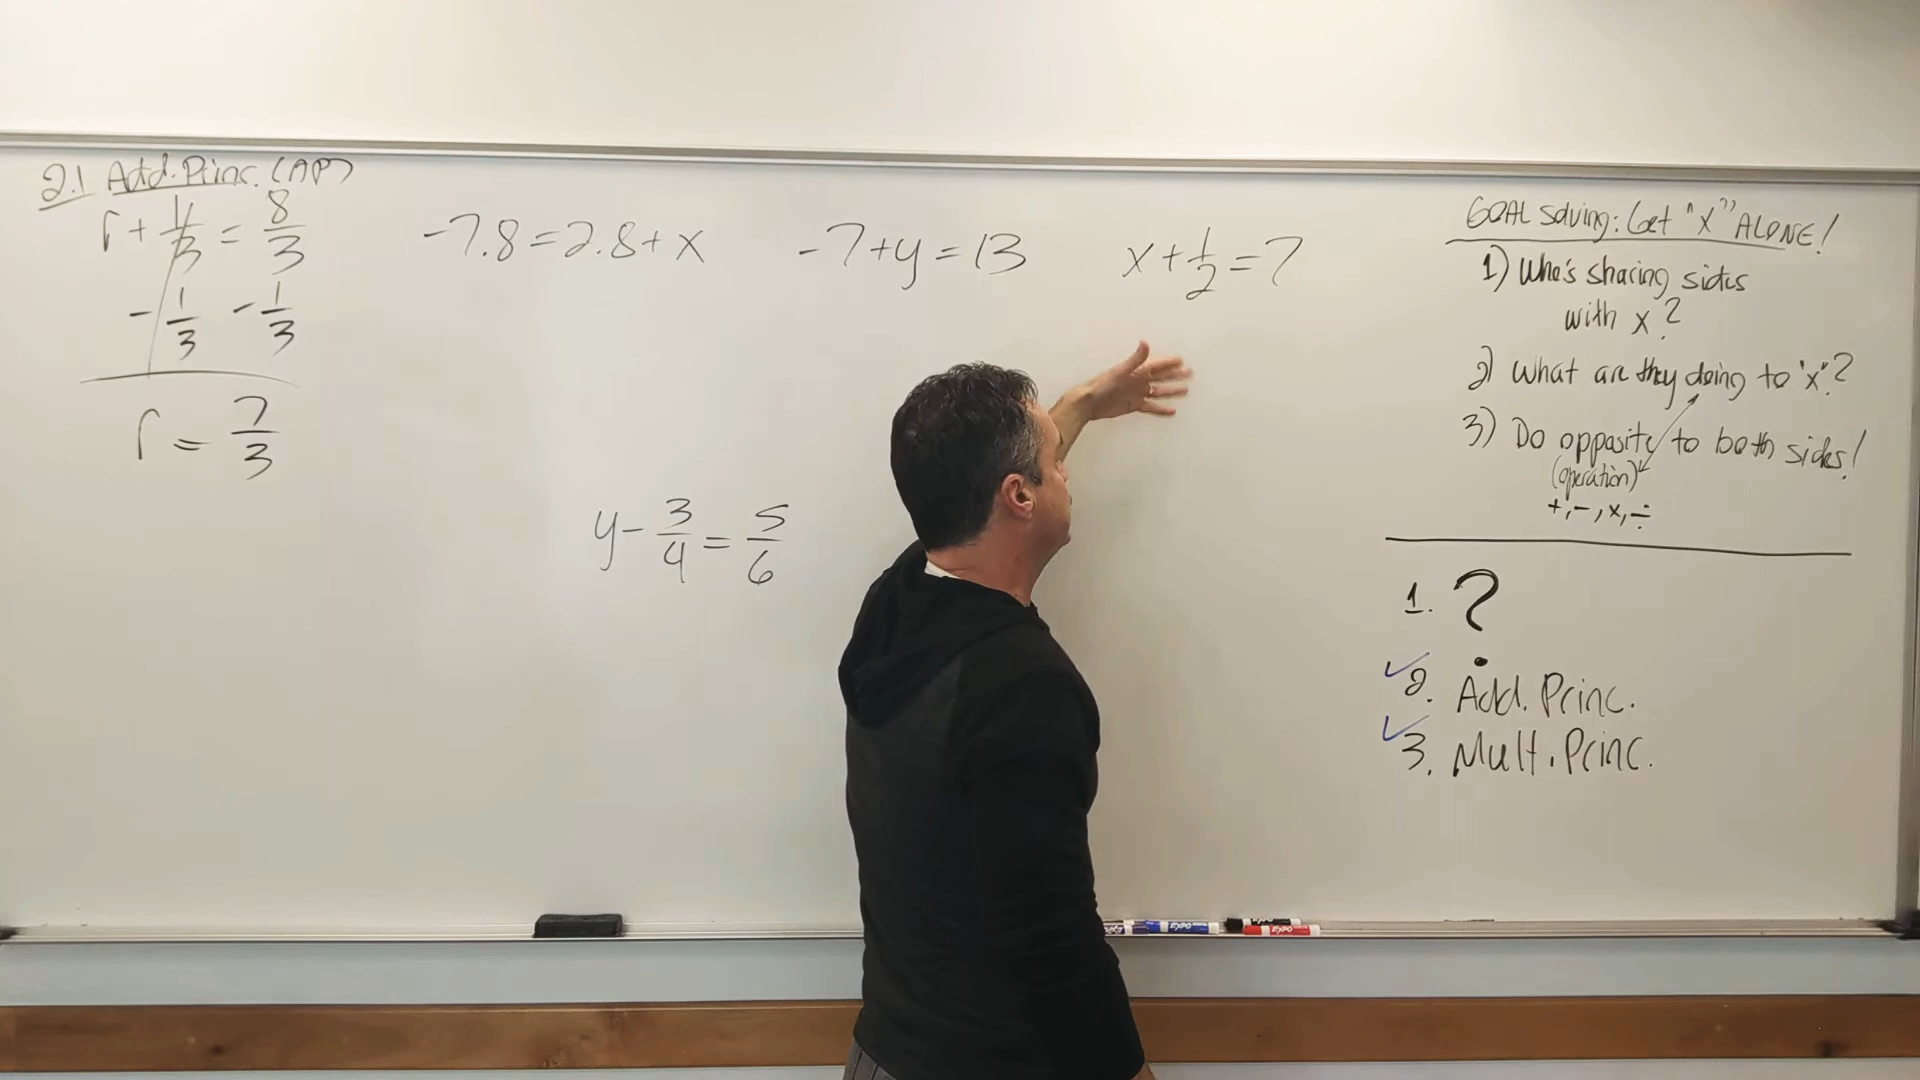 2.1 Add. Princ. (AP)
r + 1/3 = 8/3
- 1/3 - 1/3
r = 7/3
-7.8 = 2.8 + x
-7 + y = 13
x + 1/2 = 7
y - 3/4 = 5/6
GOAL Solving: Get "x" ALONE!
1) Who's sharing sides
with x?
2) What are they doing to "x"?
3) Do opposite to both sides!
(operation)
+, -, x, ÷
1. ?
✓2. Add. Princ.
✓3. Mult. Princ.
EXPO
EXPO